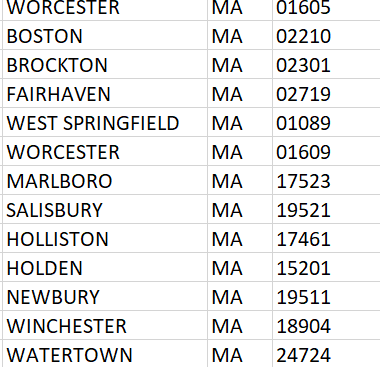 WORCESTER MA 01605
BOSTON MA 02210
BROCKTON MA 02301
FAIRHAVEN MA 02719
WEST SPRINGFIELD MA 01089
WORCESTER MA 01609
MARLBORO MA 17523
SALISBURY MA 19521
HOLLISTON MA 17461
HOLDEN MA 15201
NEWBURY MA 19511
WINCHESTER MA 18904
WATERTOWN MA 24724